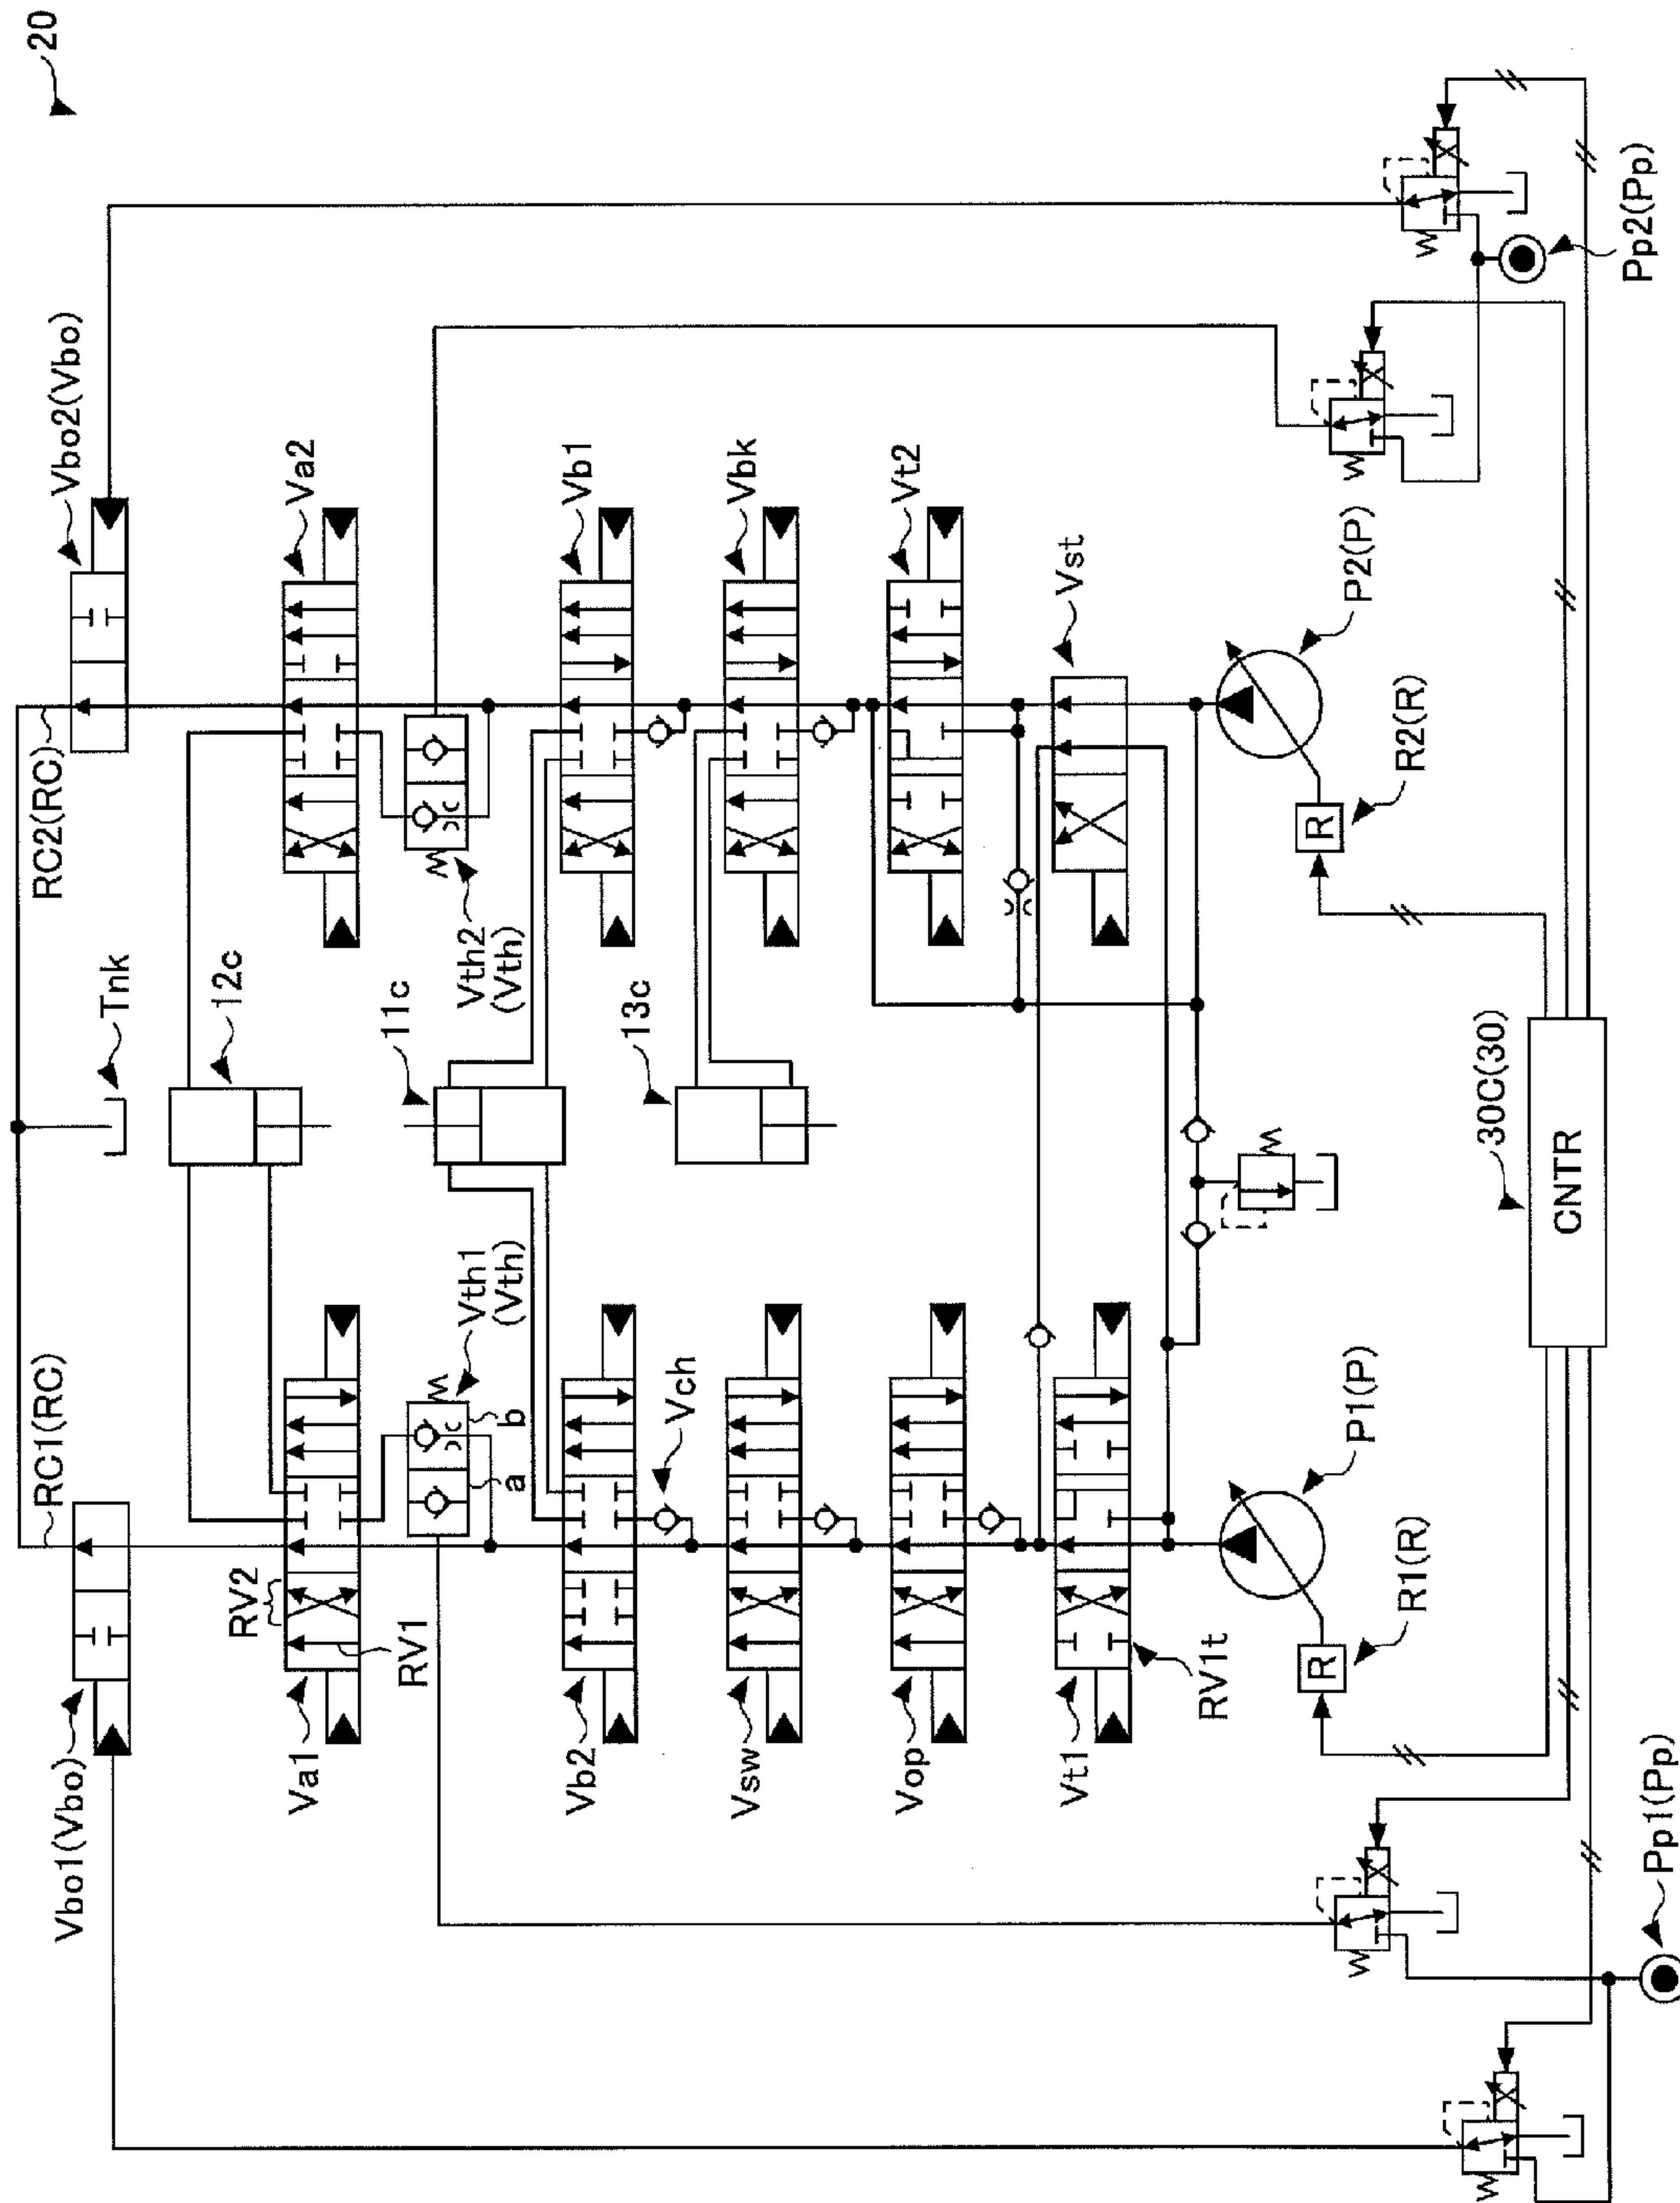 20
RC1(RC)
RC2(RC)
Tnk
Vbo1(Vbo)
Vbo2(Vbo)
12c
RV2
RV1
Va1
Va2
Vth1
(Vth)
a
b
Vth2
(Vth)
11c
Vb2
Vb1
Vch
13c
Vsw
Vbk
Vop
Vt2
Vt1
RV1t
Vst
P1(P)
P2(P)
R
R1(R)
R
R2(R)
30C(30)
CNTR
Pp1(Pp)
Pp2(Pp)